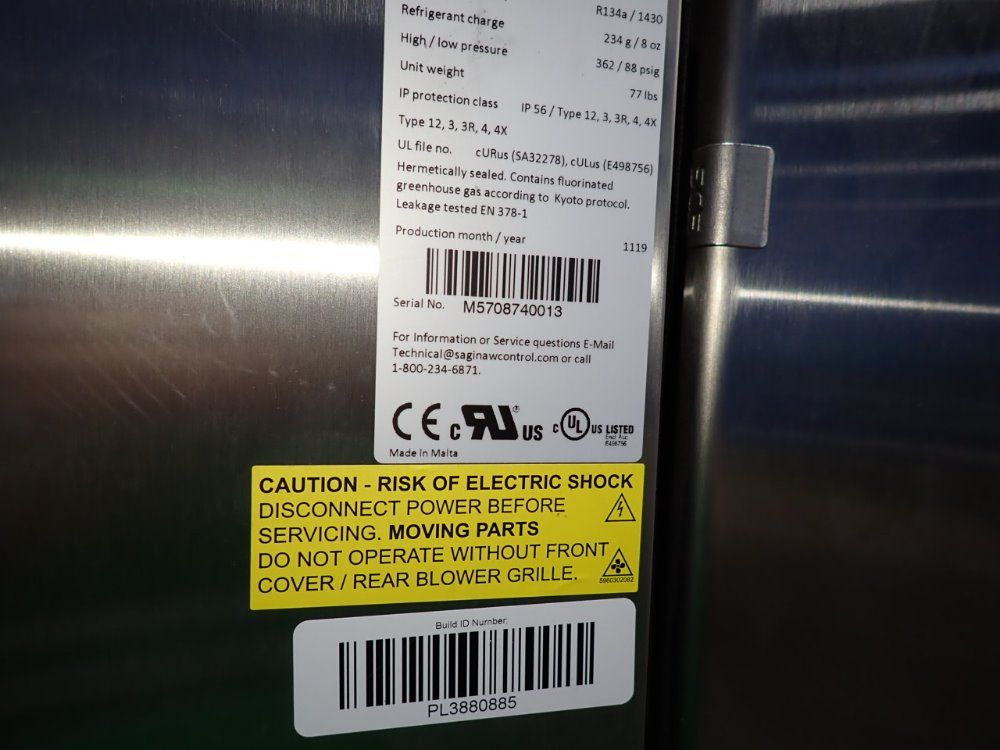 Refrigerant charge R134a / 1430
234 g / 8 oz
High / low pressure 362 / 88 psig
Unit weight 77 lbs
IP protection class IP 56 / Type 12, 3, 3R, 4, 4X
Type 12, 3, 3R, 4, 4X
UL file no. cURus (SA32278), cULus (E498756)
Hermetically sealed. Contains fluorinated
greenhouse gas according to Kyoto protocol.
Leakage tested EN 378-1
Production month / year 1119
Serial No. M5708740013
For Information or Service questions E-Mail
Technical@saginawcontrol.com or call
1-800-234-6871.
CE c RU ® US c UL US LISTED
Encl Acc
E498756
Made in Malta
CAUTION - RISK OF ELECTRIC SHOCK
DISCONNECT POWER BEFORE
SERVICING. MOVING PARTS
DO NOT OPERATE WITHOUT FRONT
COVER / REAR BLOWER GRILLE.
5960302082
Build ID Number:
PL3880885